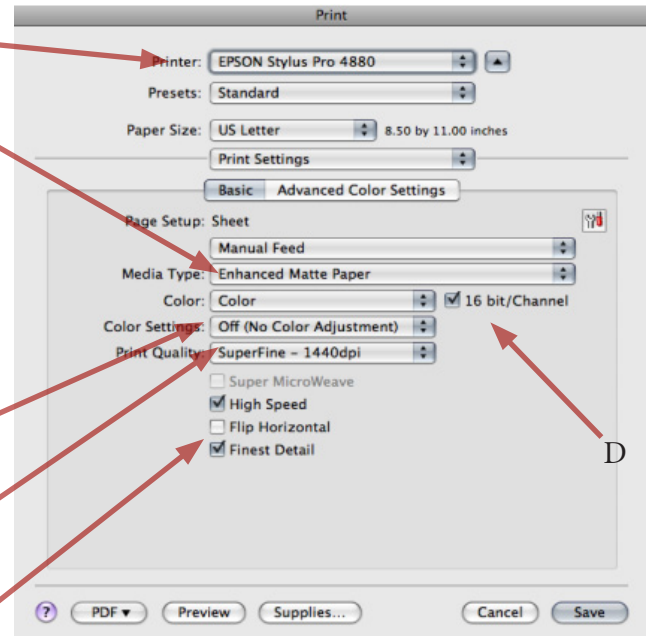 Print
Printer: EPSON Stylus Pro 4880
Presets: Standard
Paper Size: US Letter 8.50 by 11.00 inches
Print Settings
Basic Advanced Color Settings
Page Setup: Sheet
Manual Feed
Media Type: Enhanced Matte Paper
Color: Color 16 bit/Channel
Color Settings: Off (No Color Adjustment)
Print Quality: SuperFine – 1440dpi
Super MicroWeave
High Speed
Flip Horizontal
Finest Detail
D
? PDF ▼ Preview Supplies... Cancel Save